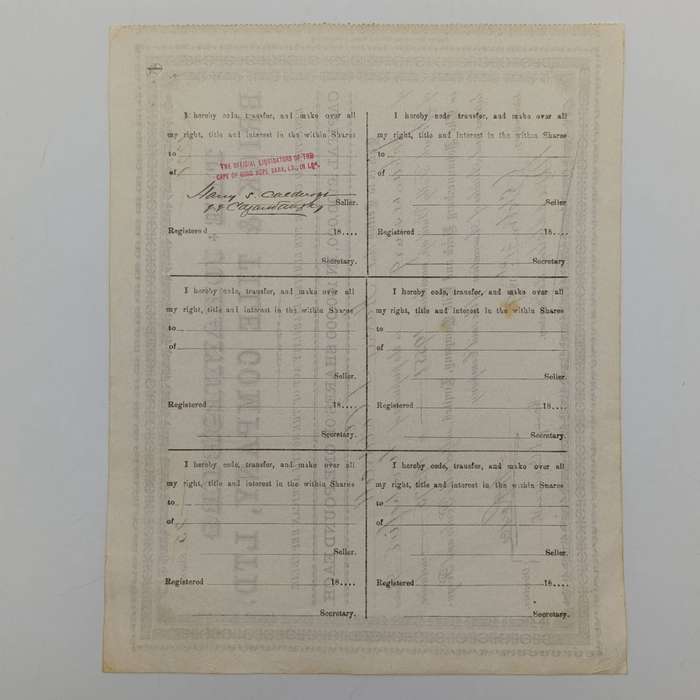 I hereby cede, transfer, and make over all
my right, title and interest in the within Shares
to
of
THE OFFICIAL LIQUIDATORS OF THE
CAPE OF GOOD HOPE BANK, LD., IN LIQ.
Harry S. Caldecott
Seller.
Registered 18....
Secretary.
I hereby cede, transfer, and make over all
my right, title and interest in the within Shares
to
of
Seller.
Registered 18....
Secretary
I hereby cede, transfer, and make over all
my right, title and interest in the within Shares
to
of
Seller.
Registered 18....
Secretary.
I hereby cede, transfer, and make over all
my right, title and interest in the within Shares
to
of
Seller.
Registered 18....
Secretary.
I hereby cede, transfer, and make over all
my right, title and interest in the within Shares
to
of
Seller.
Registered 18....
Secretary.
I hereby cede, transfer, and make over all
my right, title and interest in the within Shares
to
of
Seller.
Registered 18....
Secretary.